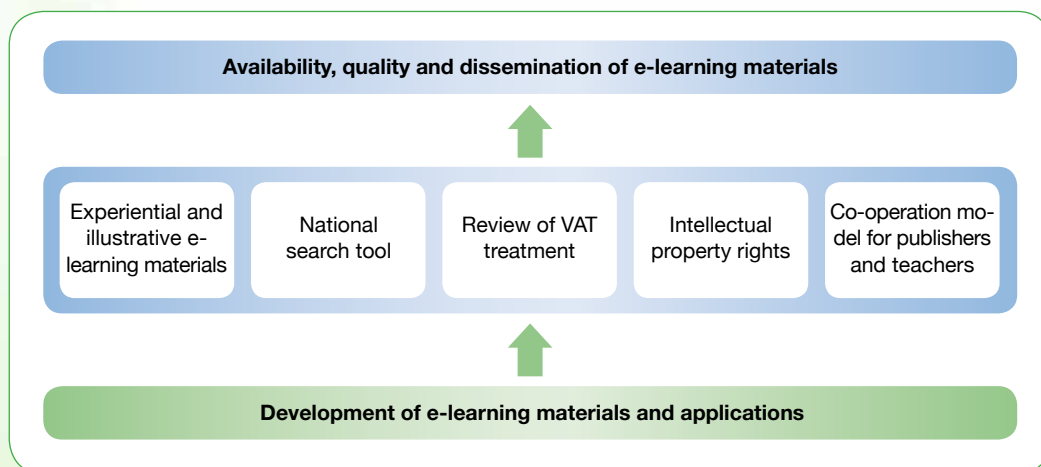 Availability, quality and dissemination of e-learning materials
Experiential and
illustrative e-
learning materials
National
search tool
Review of VAT
treatment
Intellectual
property rights
Co-operation mo-
del for publishers
and teachers
Development of e-learning materials and applications